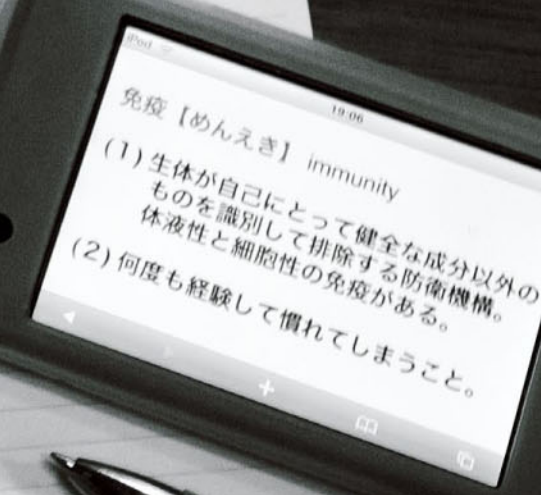 iPod
19:06
免疫【めんえき】 immunity
(1) 生体が自己にとって健全な成分以外の
ものを識別して排除する防衛機構。
体液性と細胞性の免疫がある。
(2) 何度も経験して慣れてしまうこと。